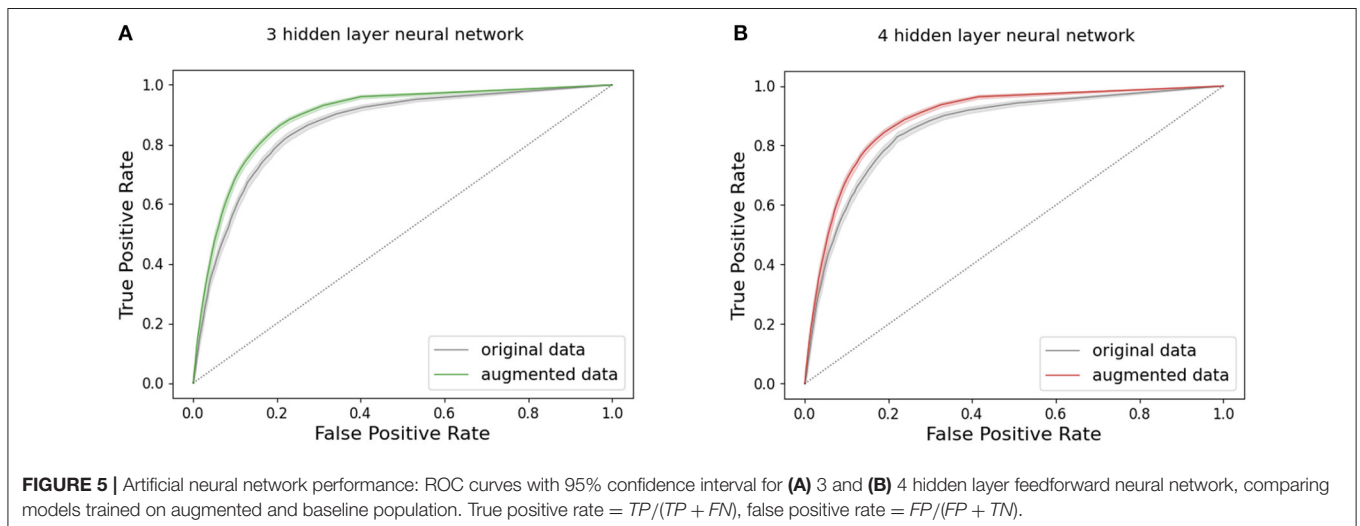 A
3 hidden layer neural network
1.0
0.8
0.6
0.4
0.2
0.0
True Positive Rate
original data
augmented data
0.0 0.2 0.4 0.6 0.8 1.0
False Positive Rate
B
4 hidden layer neural network
1.0
0.8
0.6
0.4
0.2
0.0
True Positive Rate
original data
augmented data
0.0 0.2 0.4 0.6 0.8 1.0
False Positive Rate
FIGURE 5 | Artificial neural network performance: ROC curves with 95% confidence interval for (A) 3 and (B) 4 hidden layer feedforward neural network, comparing
models trained on augmented and baseline population. True positive rate = TP/(TP + FN), false positive rate = FP/(FP + TN).